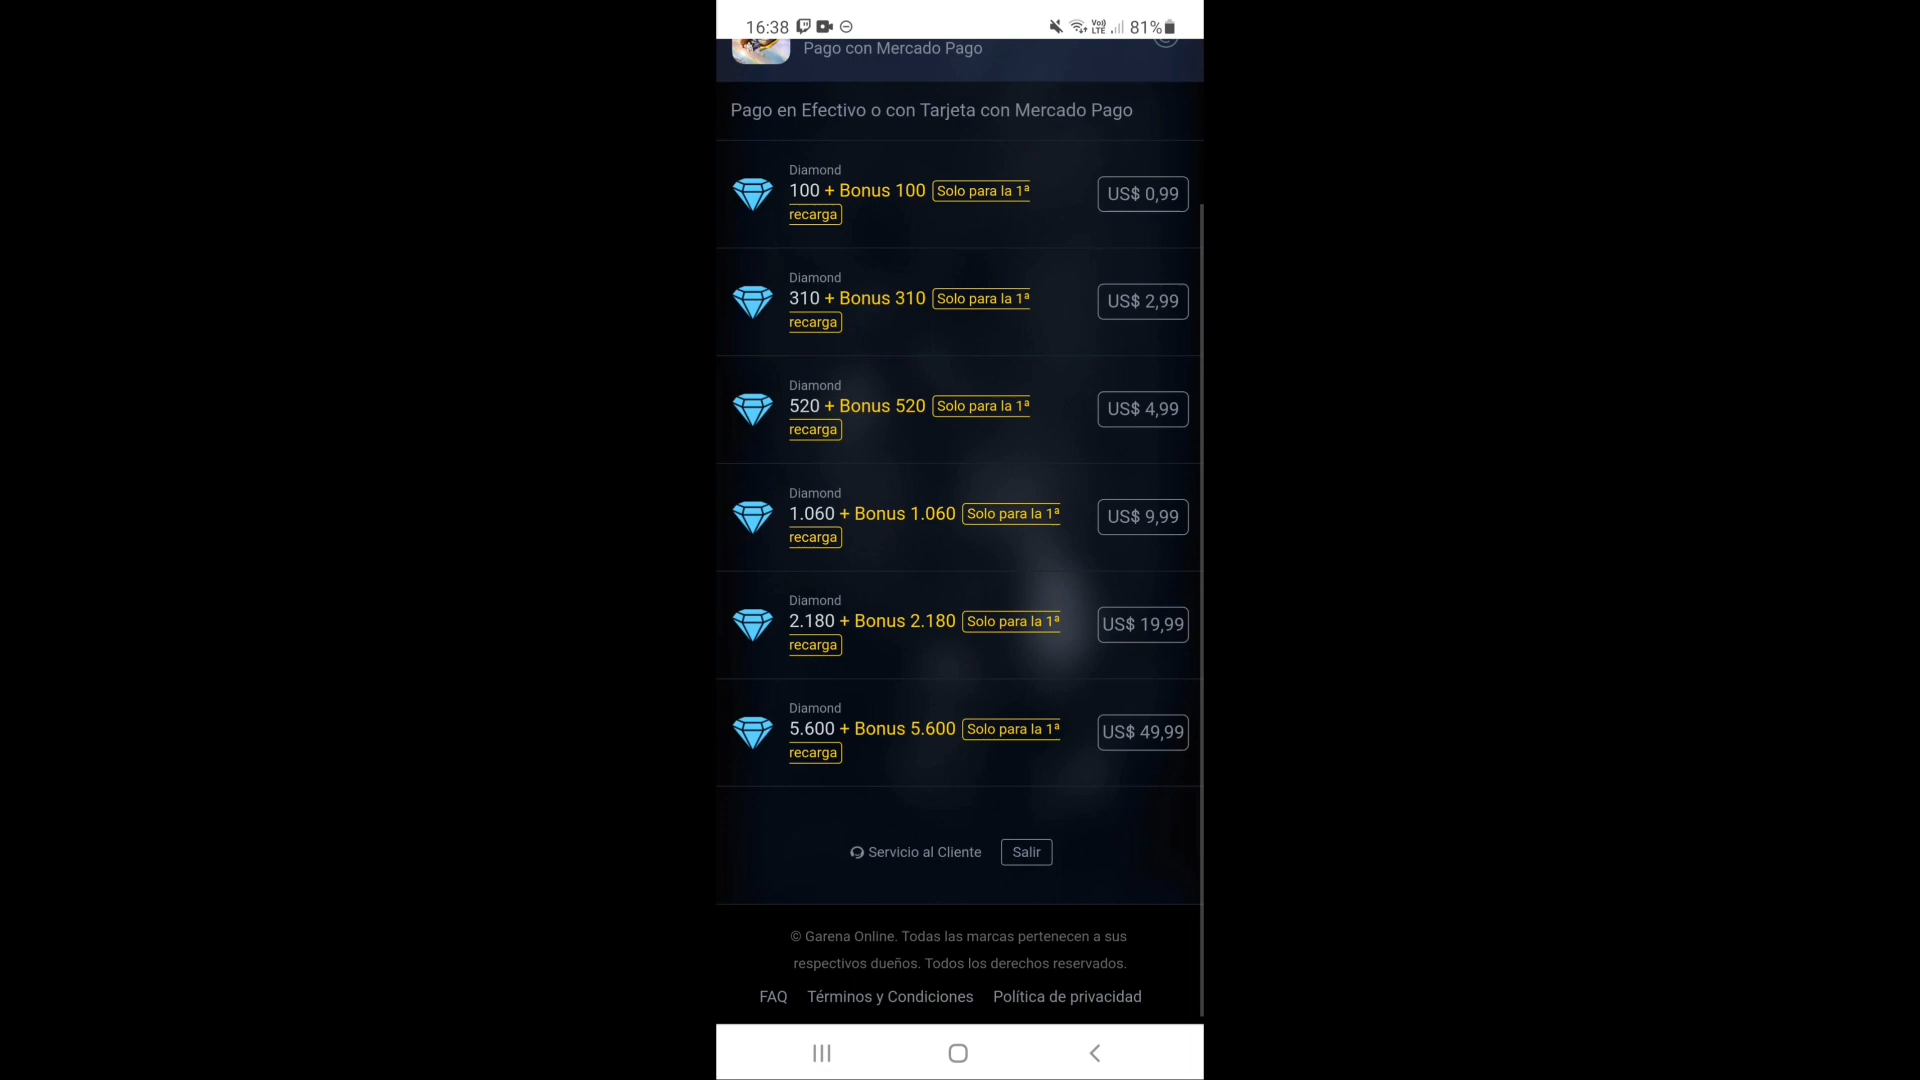 16:38
81%
Pago con Mercado Pago
Pago en Efectivo o con Tarjeta con Mercado Pago
Diamond
100 + Bonus 100 Solo para la 1ª
recarga
US$ 0,99
Diamond
310 + Bonus 310 Solo para la 1ª
recarga
US$ 2,99
Diamond
520 + Bonus 520 Solo para la 1ª
recarga
US$ 4,99
Diamond
1.060 + Bonus 1.060 Solo para la 1ª
recarga
US$ 9,99
Diamond
2.180 + Bonus 2.180 Solo para la 1ª
recarga
US$ 19,99
Diamond
5.600 + Bonus 5.600 Solo para la 1ª
recarga
US$ 49,99
Servicio al Cliente Salir
© Garena Online. Todas las marcas pertenecen a sus
respectivos dueños. Todos los derechos reservados.
FAQ Términos y Condiciones Política de privacidad